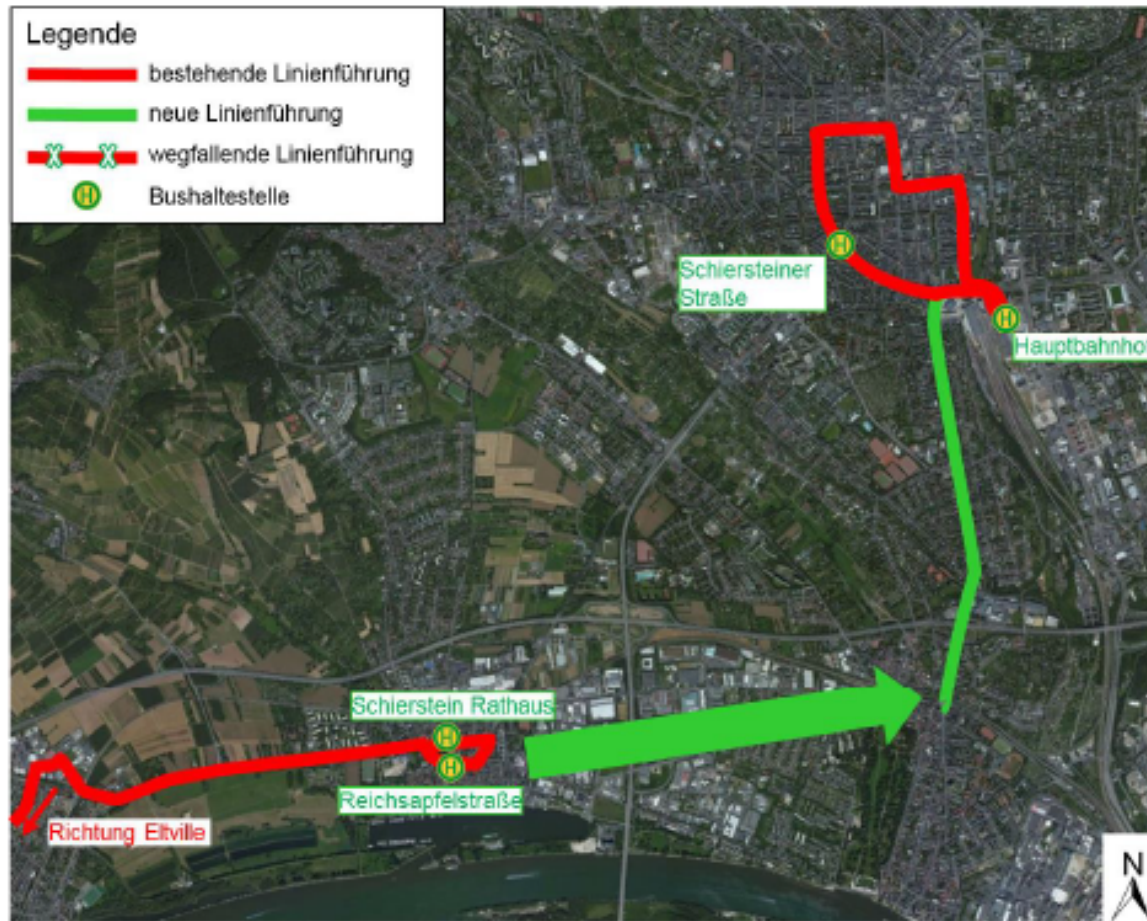 Legende
bestehende Linienführung
neue Linienführung
X X
wegfallende Linienführung
H
Bushaltestelle
H
Schiersteiner
Straße
H
Hauptbahnhof
Schierstein Rathaus
H
H
Reichsapfelstraße
Richtung Eltville
N